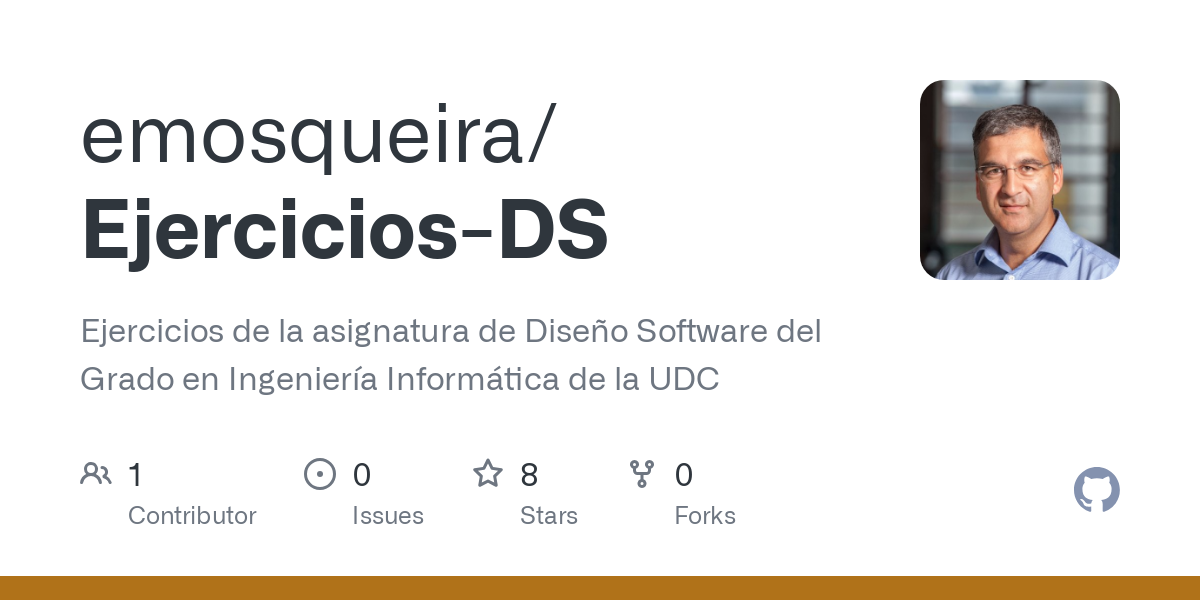 emosqueira/
Ejercicios-DS
Ejercicios de la asignatura de Diseño Software del
Grado en Ingeniería Informática de la UDC
1 0 8 0
Contributor Issues Stars Forks